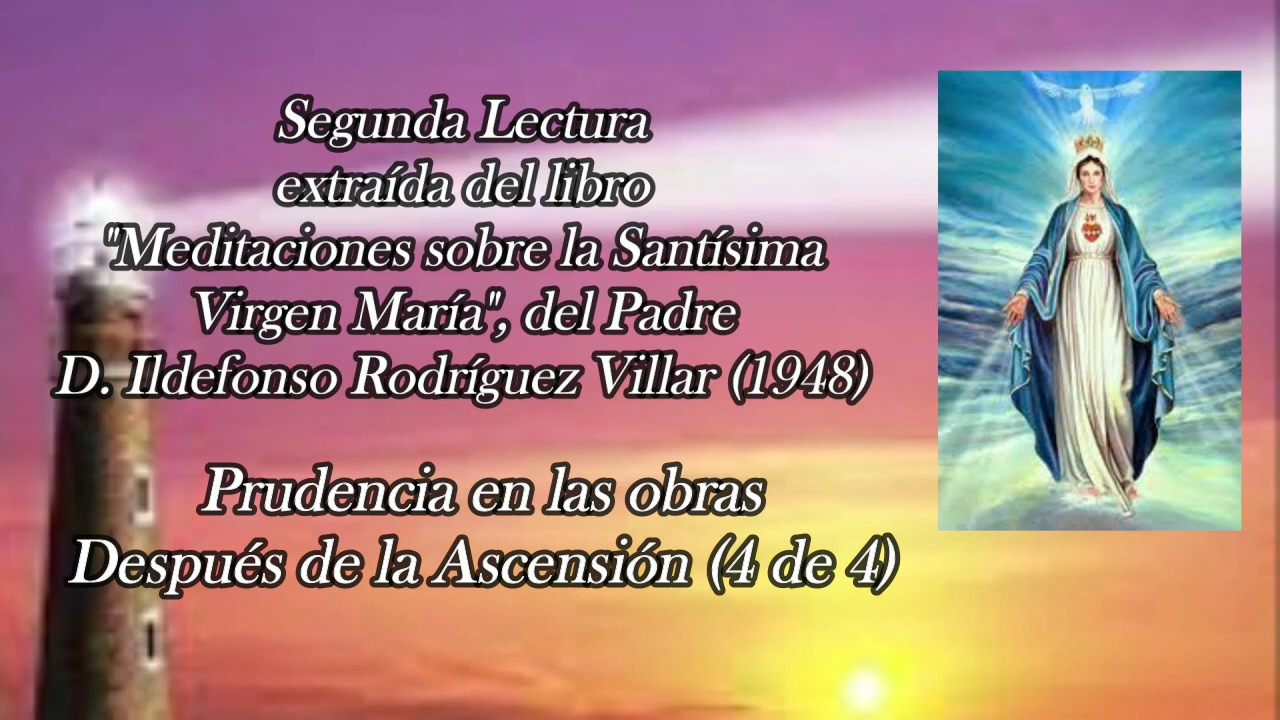 Segunda Lectura
extraída del libro
"Meditaciones sobre la Santísima
Virgen María", del Padre
D. Ildefonso Rodríguez Villar (1948)
Prudencia en las obras
Después de la Ascensión (4 de 4)